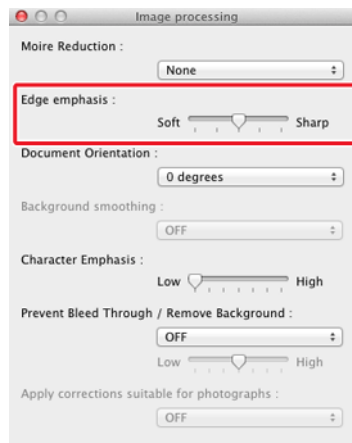 Image processing
Moire Reduction :
None
Edge emphasis :
Soft Sharp
Document Orientation :
0 degrees
Background smoothing :
OFF
Character Emphasis :
Low High
Prevent Bleed Through / Remove Background :
OFF
Low High
Apply corrections suitable for photographs :
OFF